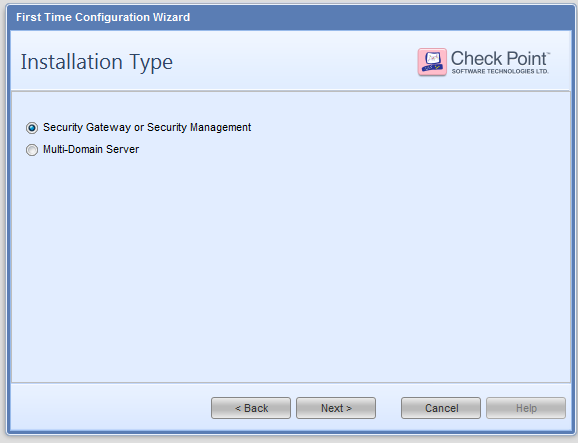 First Time Configuration Wizard
Installation Type
Check Point™
SOFTWARE TECHNOLOGIES LTD.
Security Gateway or Security Management
Multi-Domain Server
< Back
Next >
Cancel
Help